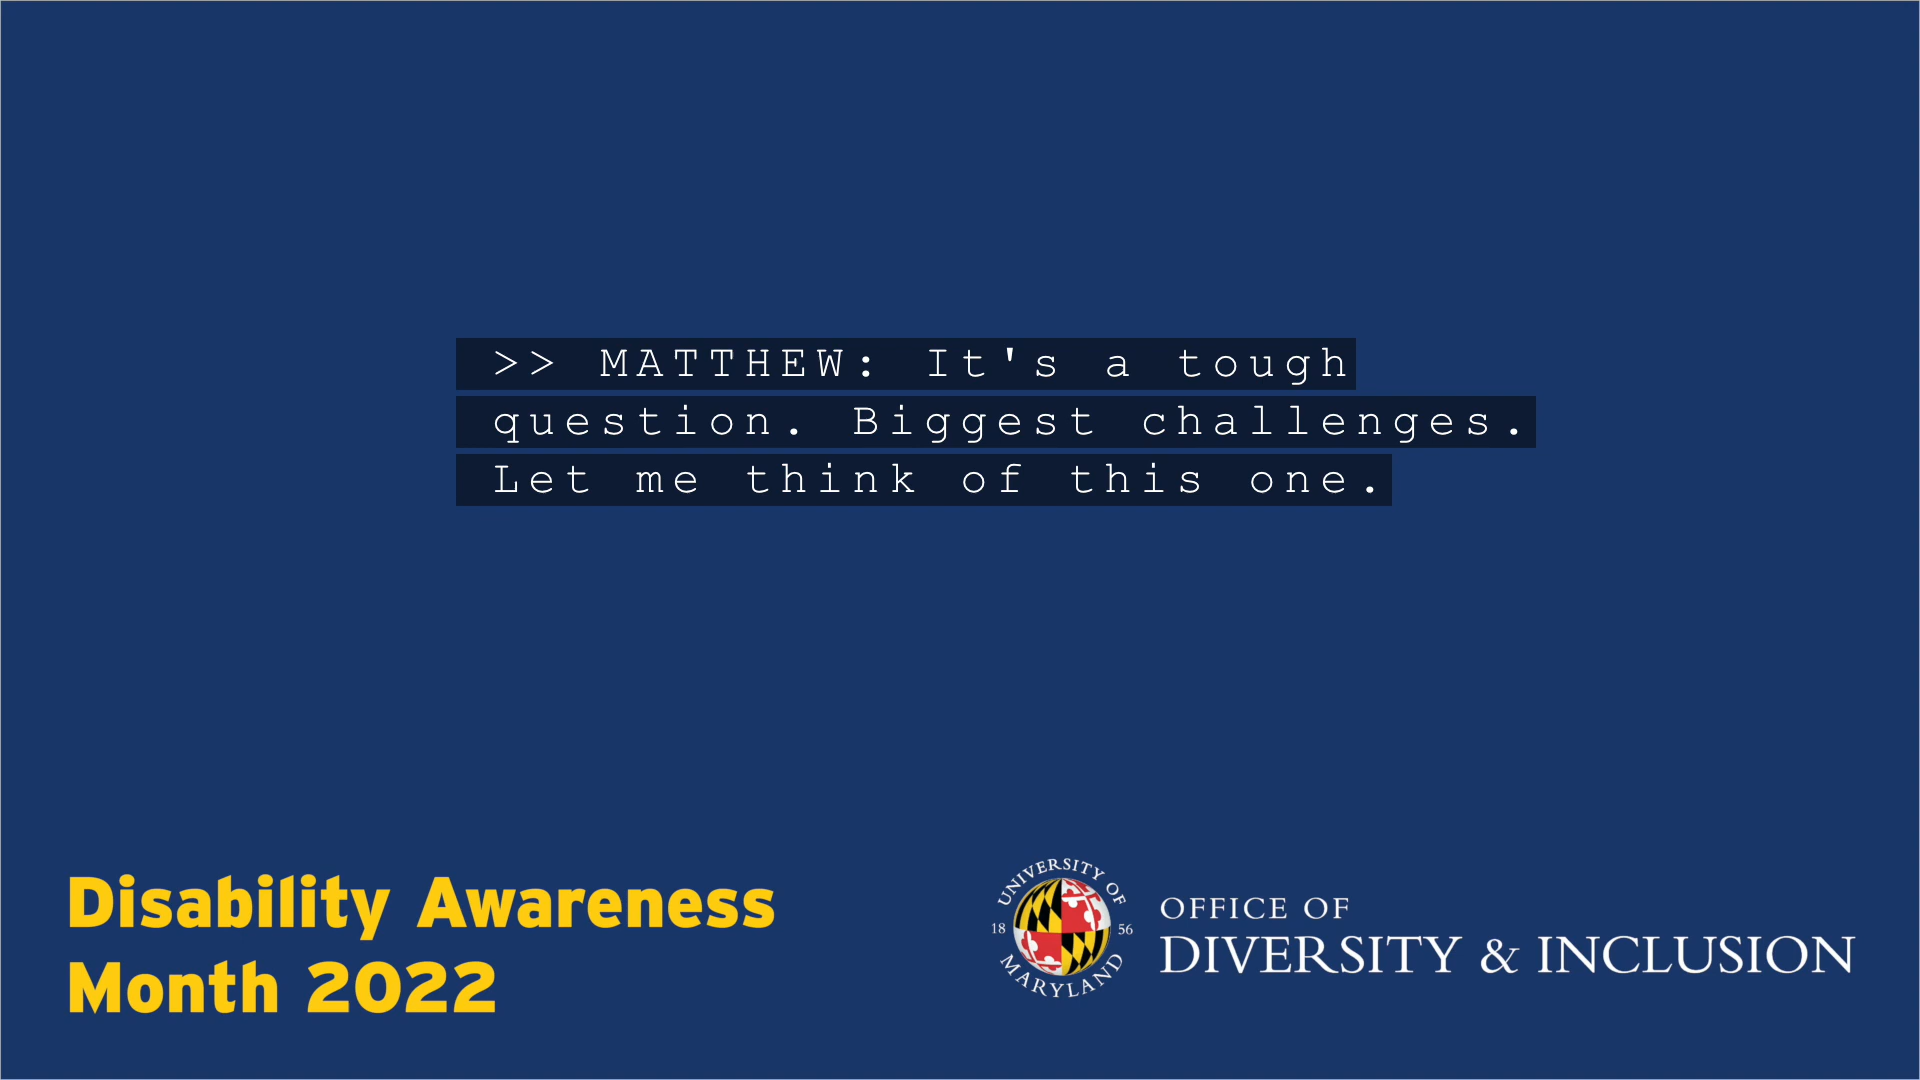 >> MATTHEW: It's a tough
question. Biggest challenges.
Let me think of this one.
Disability Awareness
Month 2022
UNIVERSITY OF
18 56
MARYLAND
OFFICE OF
DIVERSITY & INCLUSION